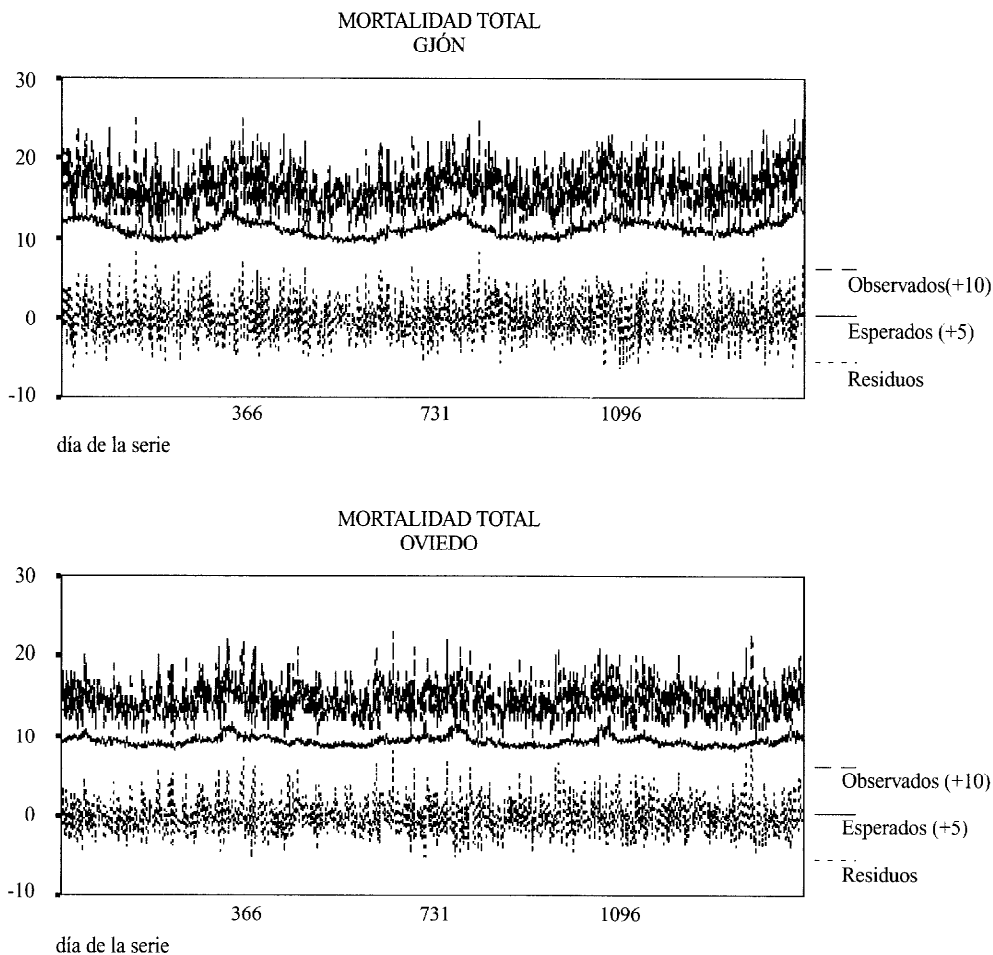 MORTALIDAD TOTAL
GJÓN
30
20
10
0
-10
366
731
1096
día de la serie
Observados(+10)
Esperados (+5)
Residuos
MORTALIDAD TOTAL
OVIEDO
30
20
10
0
-10
366
731
1096
día de la serie
Observados (+10)
Esperados (+5)
Residuos